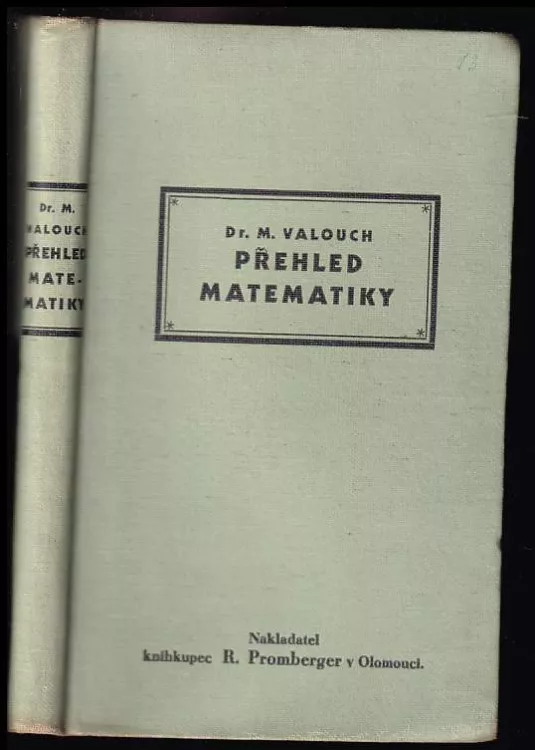 Dr. M.
VALOUCH
PŘEHLED
MATE-
MATIKY
Dr. M. VALOUCH
PŘEHLED
MATEMATIKY
Nakladatel
knihkupec R. Promberger v Olomouci.